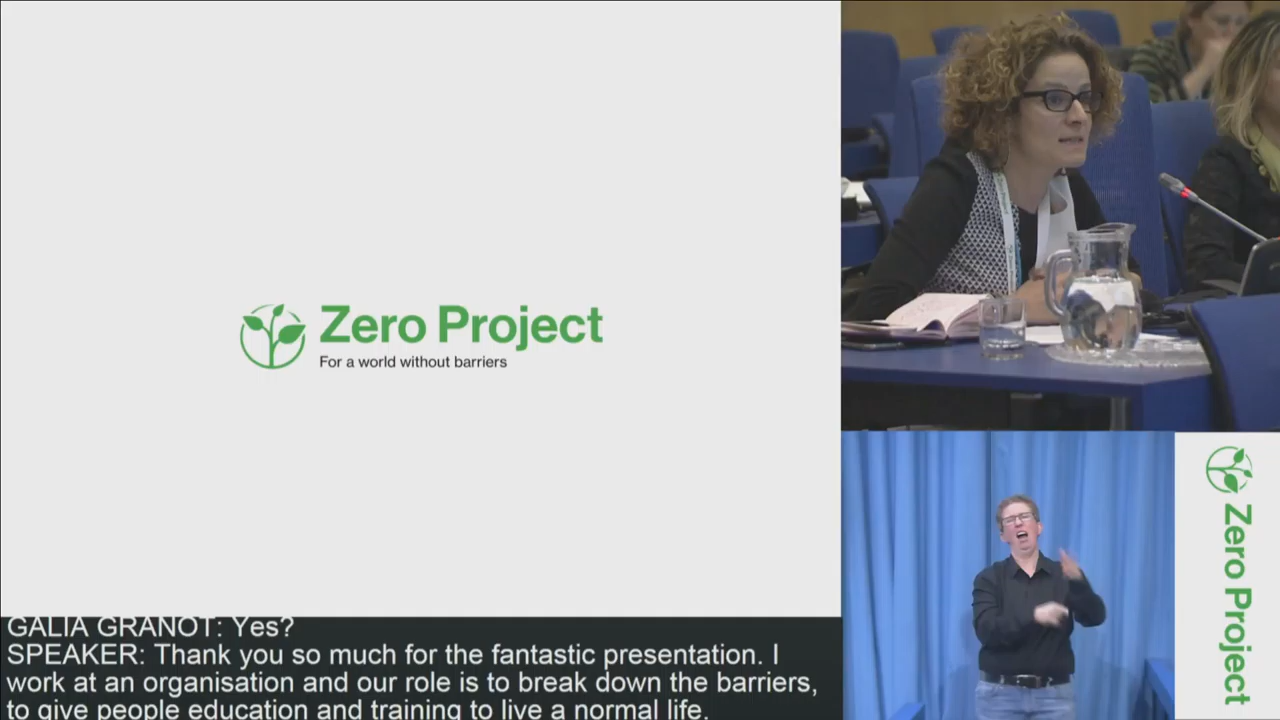 Zero Project
For a world without barriers
GALIA GRANOT: Yes?
SPEAKER: Thank you so much for the fantastic presentation. I
work at an organisation and our role is to break down the barriers,
to give people education and training to live a normal life.
Zero Project